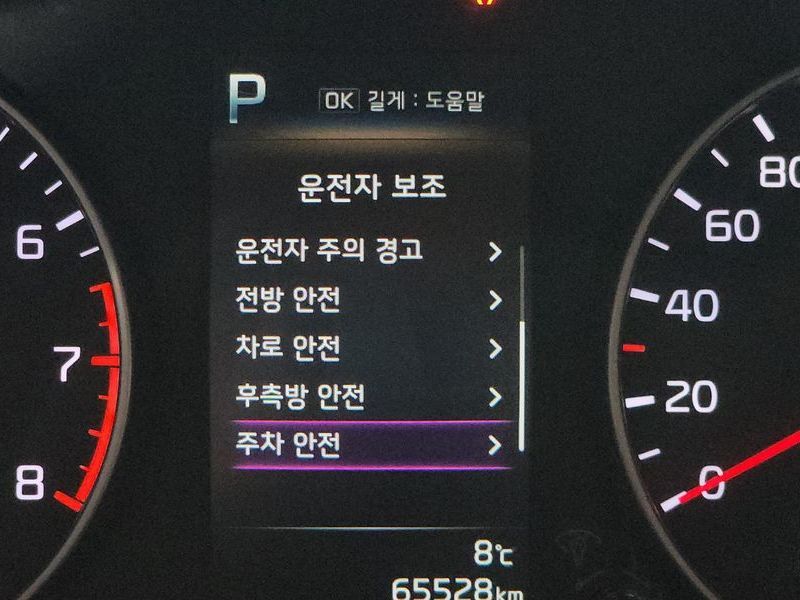 P
OK 길게 : 도움말
운전자 보조
운전자 주의 경고
전방 안전
차로 안전
후측방 안전
주차 안전
8℃
65528km
6
7
8
80
60
40
20
0